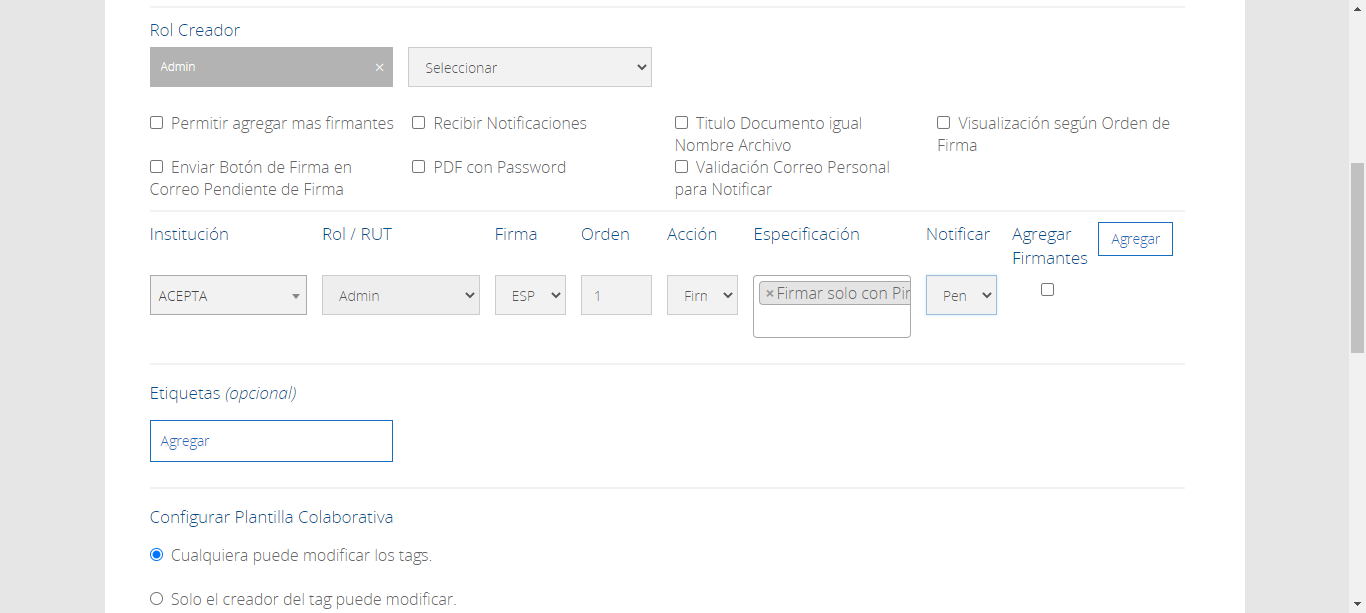 Rol Creador
Admin ×
Seleccionar
Permitir agregar mas firmantes
Recibir Notificaciones
Titulo Documento igual
Nombre Archivo
Visualización según Orden de
Firma
Enviar Botón de Firma en
Correo Pendiente de Firma
PDF con Password
Validación Correo Personal
para Notificar
Institución Rol / RUT Firma Orden Acción Especificación Notificar Agregar
Firmantes
Agregar
ACEPTA Admin ESP 1 Firn ×Firmar solo con Pin Pen
Etiquetas (opcional)
Agregar
Configurar Plantilla Colaborativa
Cualquiera puede modificar los tags.
Solo el creador del tag puede modificar.